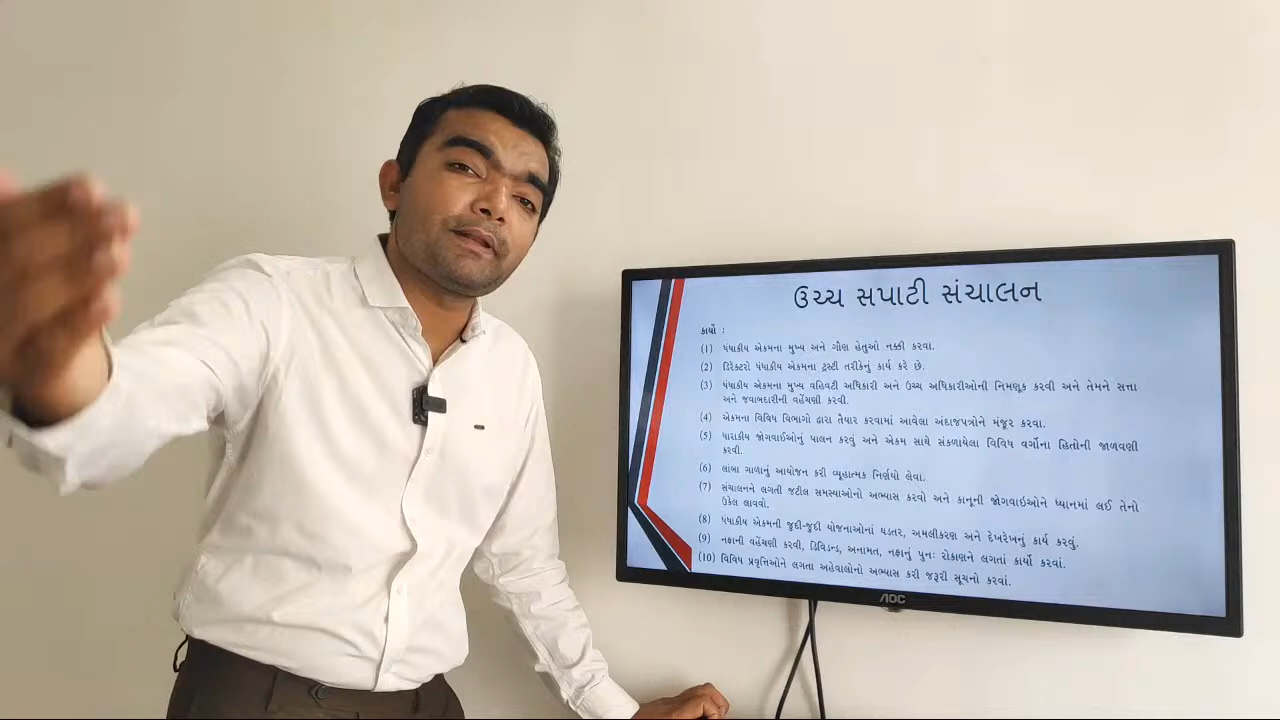 ઉચ્ચ સપાટી સંચાલન
કાર્યો :
(1) ધંધાકીય એકમના મુખ્ય અને ગૌણ હેતુઓ નક્કી કરવા.
(2) ડિરેક્ટરો ધંધાકીય એકમના ટ્રસ્ટી તરીકેનું કાર્ય કરે છે.
(3) ધંધાકીય એકમના મુખ્ય વહિવટી અધિકારી અને ઉચ્ચ અધિકારીઓની નિમણૂક કરવી અને તેમને સત્તા
અને જવાબદારીની વહેંચણી કરવી.
(4) એકમના વિવિધ વિભાગો દ્વારા તૈયાર કરવામાં આવેલા અંદાજપત્રોને મંજૂર કરવા.
(5) ધારાકીય જોગવાઈઓનું પાલન કરવું અને એકમ સાથે સંકળાયેલા વિવિધ વર્ગોના હિતોની જાળવણી
કરવી.
(6) લાંબા ગાળાનું આયોજન કરી વ્યૂહાત્મક નિર્ણયો લેવા.
(7) સંચાલનને લગતી જટીલ સમસ્યાઓનો અભ્યાસ કરવો અને કાનૂની જોગવાઇઓને ધ્યાનમાં લઈ તેનો
ઉકેલ લાવવો.
(8) ધંધાકીય એકમની જુદી-જુદી યોજનાઓનાં ઘડતર, અમલીકરણ અને દેખરેખનું કાર્ય કરવું.
(9) નફાની વહેંચણી કરવી, ડિવિડન્ડ, અનામત, નફાનું પુનઃ રોકાણને લગતાં કાર્યો કરવાં.
(10) વિવિધ પ્રવૃત્તિઓને લગતા અહેવાલોનો અભ્યાસ કરી જરૂરી સૂચનો કરવાં.
AOC